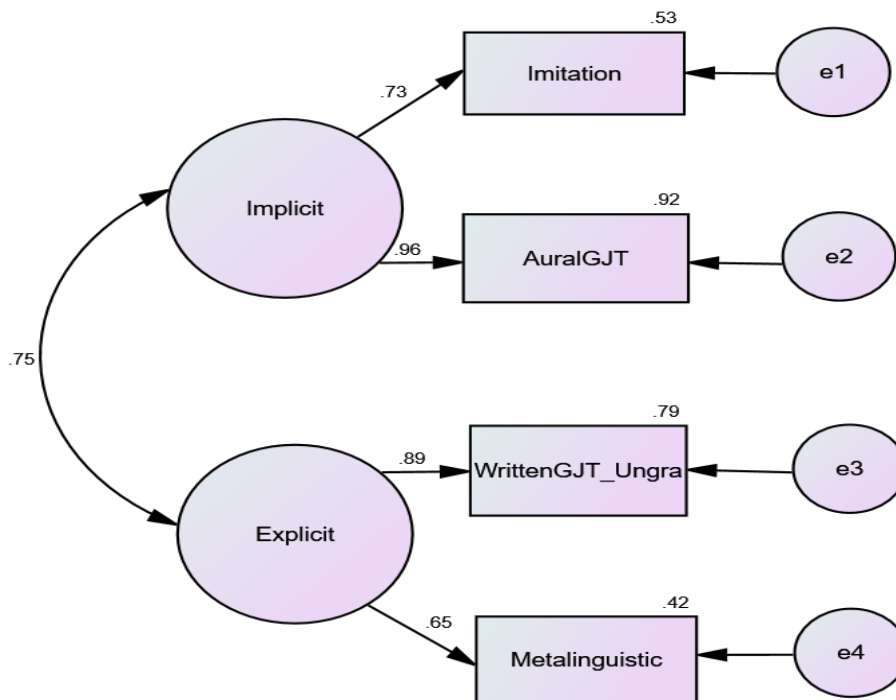 .53
Imitation
e1
.73
Implicit
.92
.96
AuralGJT
e2
.75
.79
.89
WrittenGJT_Ungra
e3
Explicit
.42
.65
Metalinguistic
e4